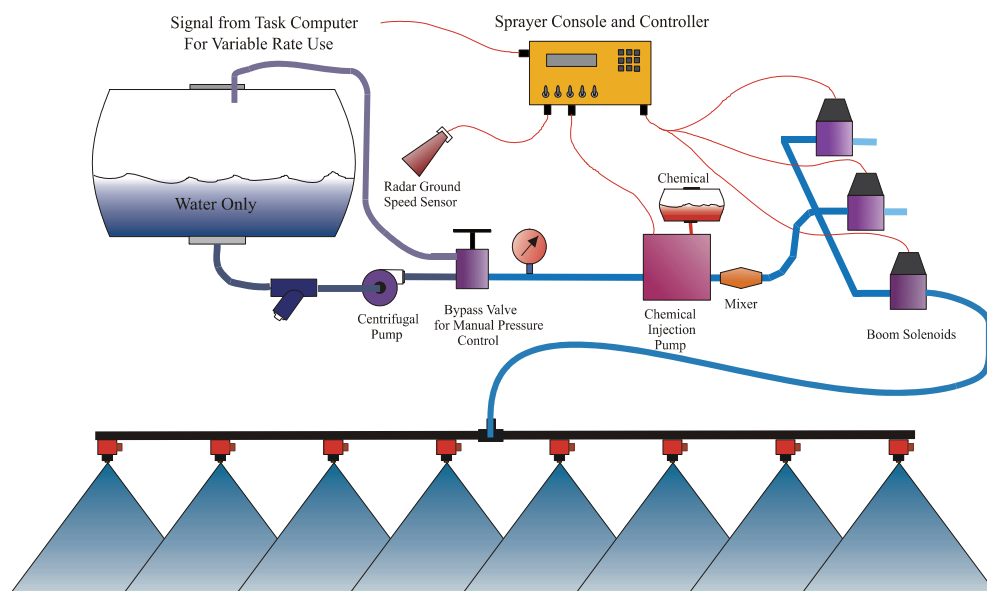 Signal from Task Computer
For Variable Rate Use
Sprayer Console and Controller
Radar Ground
Speed Sensor
Chemical
Water Only
Centrifugal
Pump
Bypass Valve
for Manual Pressure
Control
Chemical
Injection
Pump
Mixer
Boom Solenoids